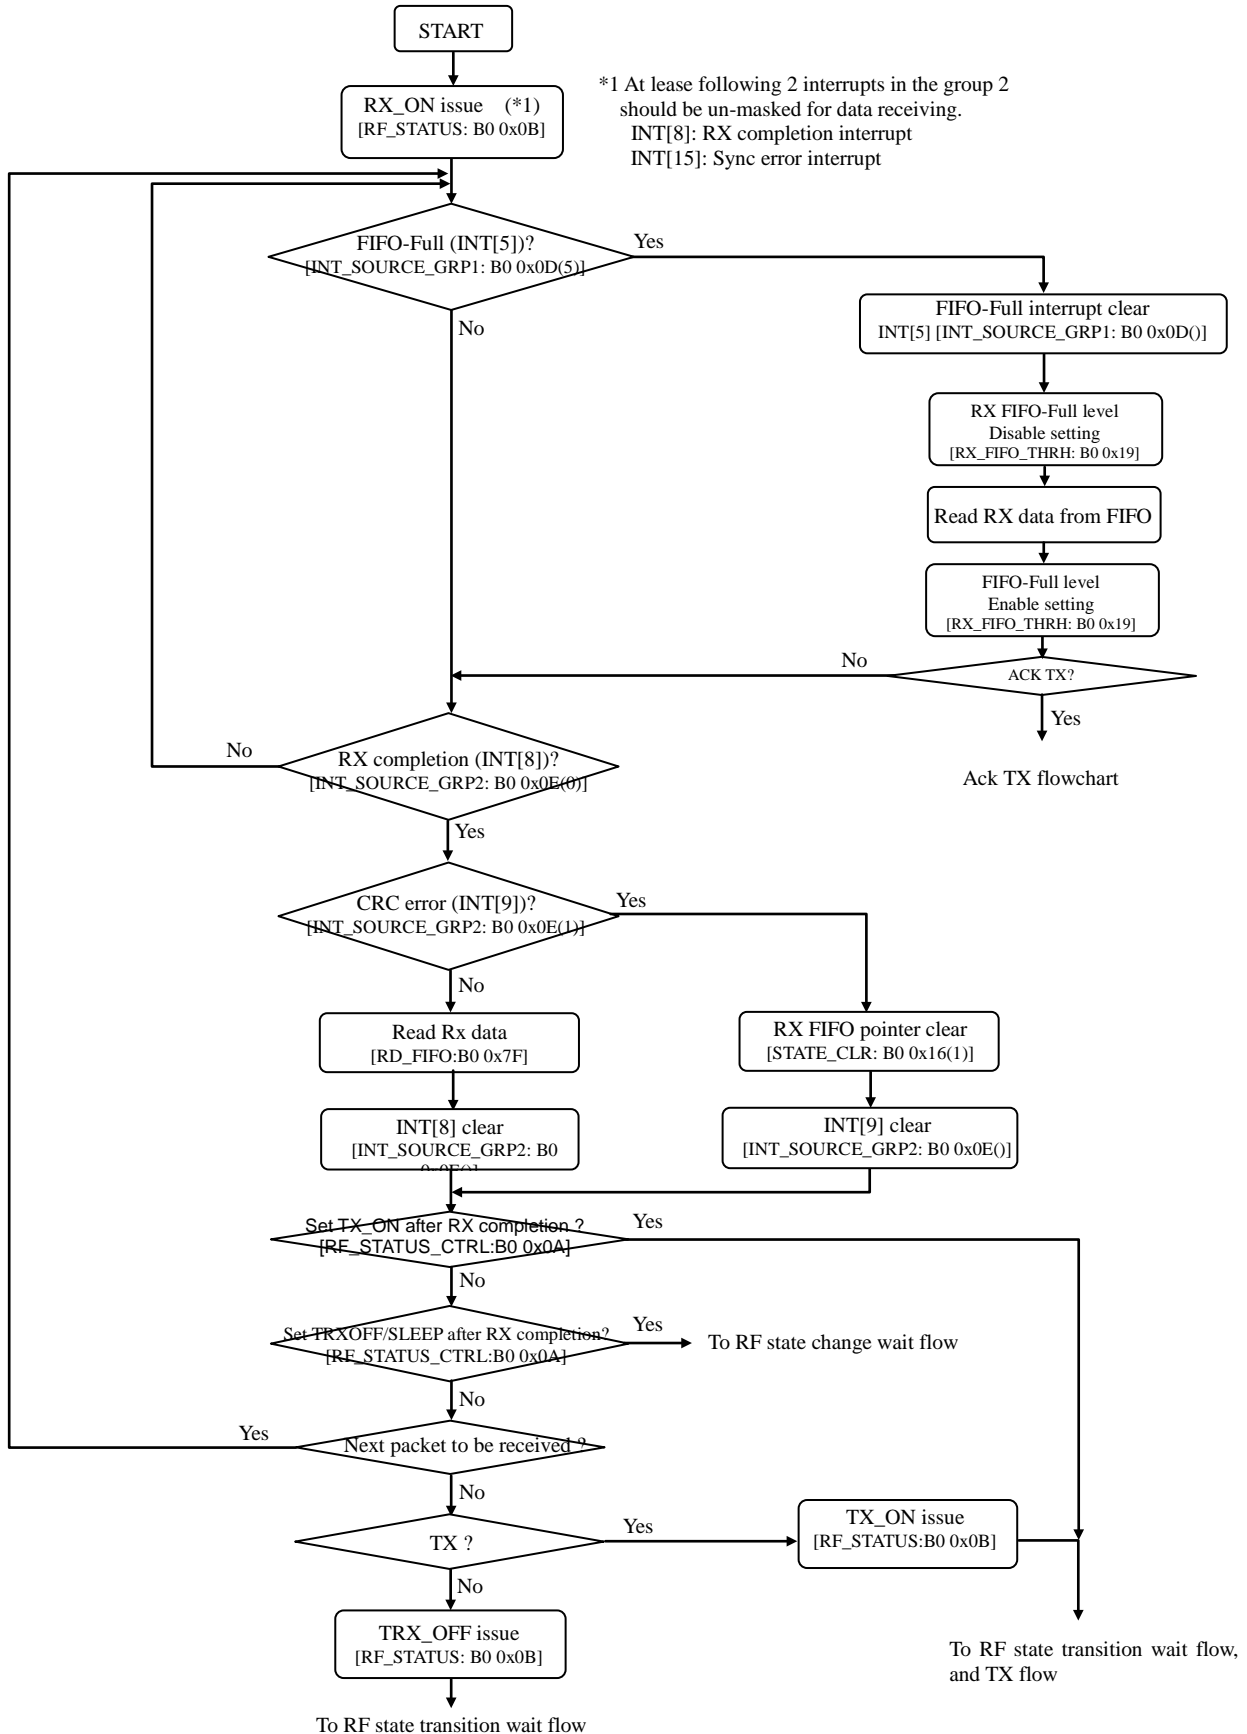 START
RX_ON issue (*1)
[RF_STATUS: B0 0x0B]
*1 At lease following 2 interrupts in the group 2
should be un-masked for data receiving.
INT[8]: RX completion interrupt
INT[15]: Sync error interrupt
FIFO-Full (INT[5])?
[INT_SOURCE_GRP1: B0 0x0D(5)]
Yes
No
FIFO-Full interrupt clear
INT[5] [INT_SOURCE_GRP1: B0 0x0D()]
RX FIFO-Full level
Disable setting
[RX_FIFO_THRH: B0 0x19]
Read RX data from FIFO
FIFO-Full level
Enable setting
[RX_FIFO_THRH: B0 0x19]
No
ACK TX?
Yes
Ack TX flowchart
No
RX completion (INT[8])?
[INT_SOURCE_GRP2: B0 0x0E(0)]
Yes
CRC error (INT[9])?
[INT_SOURCE_GRP2: B0 0x0E(1)]
Yes
No
Read Rx data
[RD_FIFO:B0 0x7F]
RX FIFO pointer clear
[STATE_CLR: B0 0x16(1)]
INT[8] clear
[INT_SOURCE_GRP2: B0
0x0E()]
INT[9] clear
[INT_SOURCE_GRP2: B0 0x0E()]
Set TX_ON after RX completion ?
[RF_STATUS_CTRL:B0 0x0A]
Yes
No
Set TRXOFF/SLEEP after RX completion?
[RF_STATUS_CTRL:B0 0x0A]
Yes
To RF state change wait flow
No
Yes
Next packet to be received ?
No
TX ?
Yes
TX_ON issue
[RF_STATUS:B0 0x0B]
No
TRX_OFF issue
[RF_STATUS: B0 0x0B]
To RF state transition wait flow,
and TX flow
To RF state transition wait flow